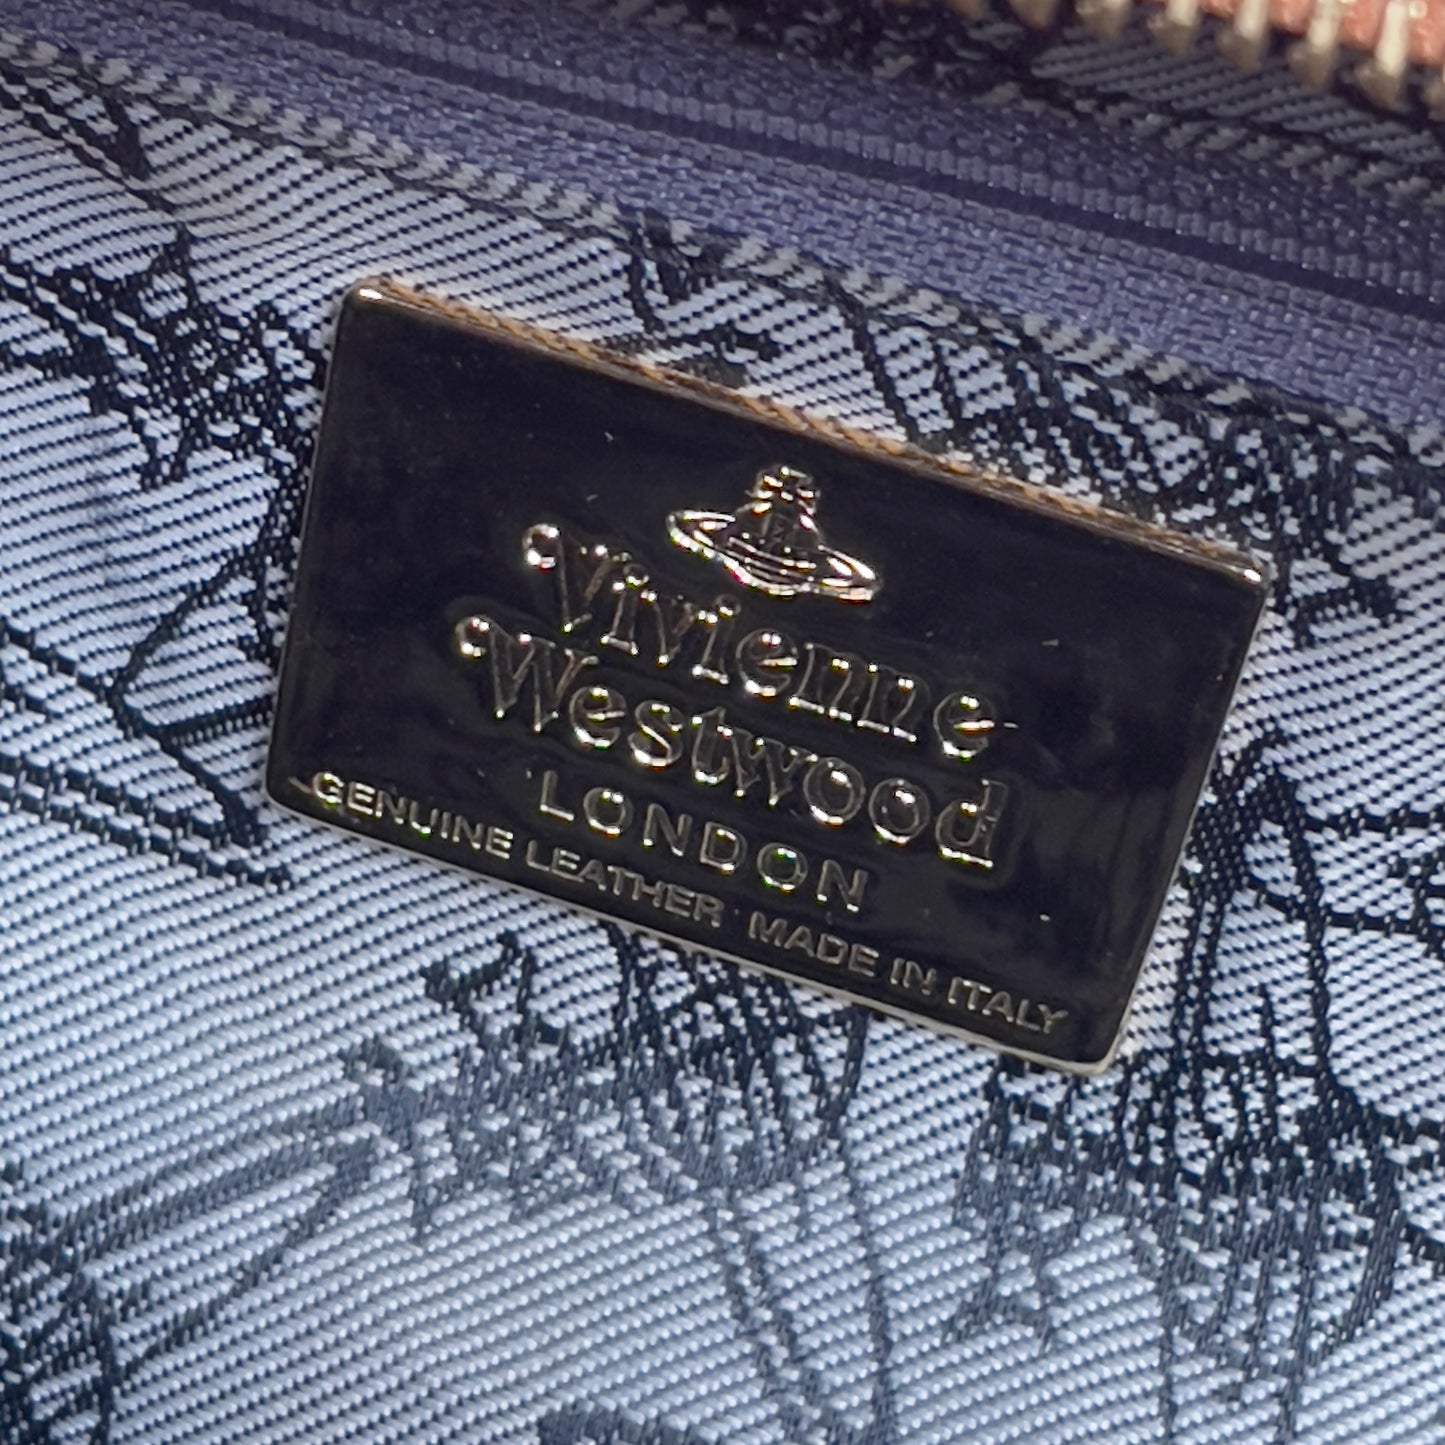 Vivienne
Westwood
LONDON
GENUINE LEATHER MADE IN ITALY